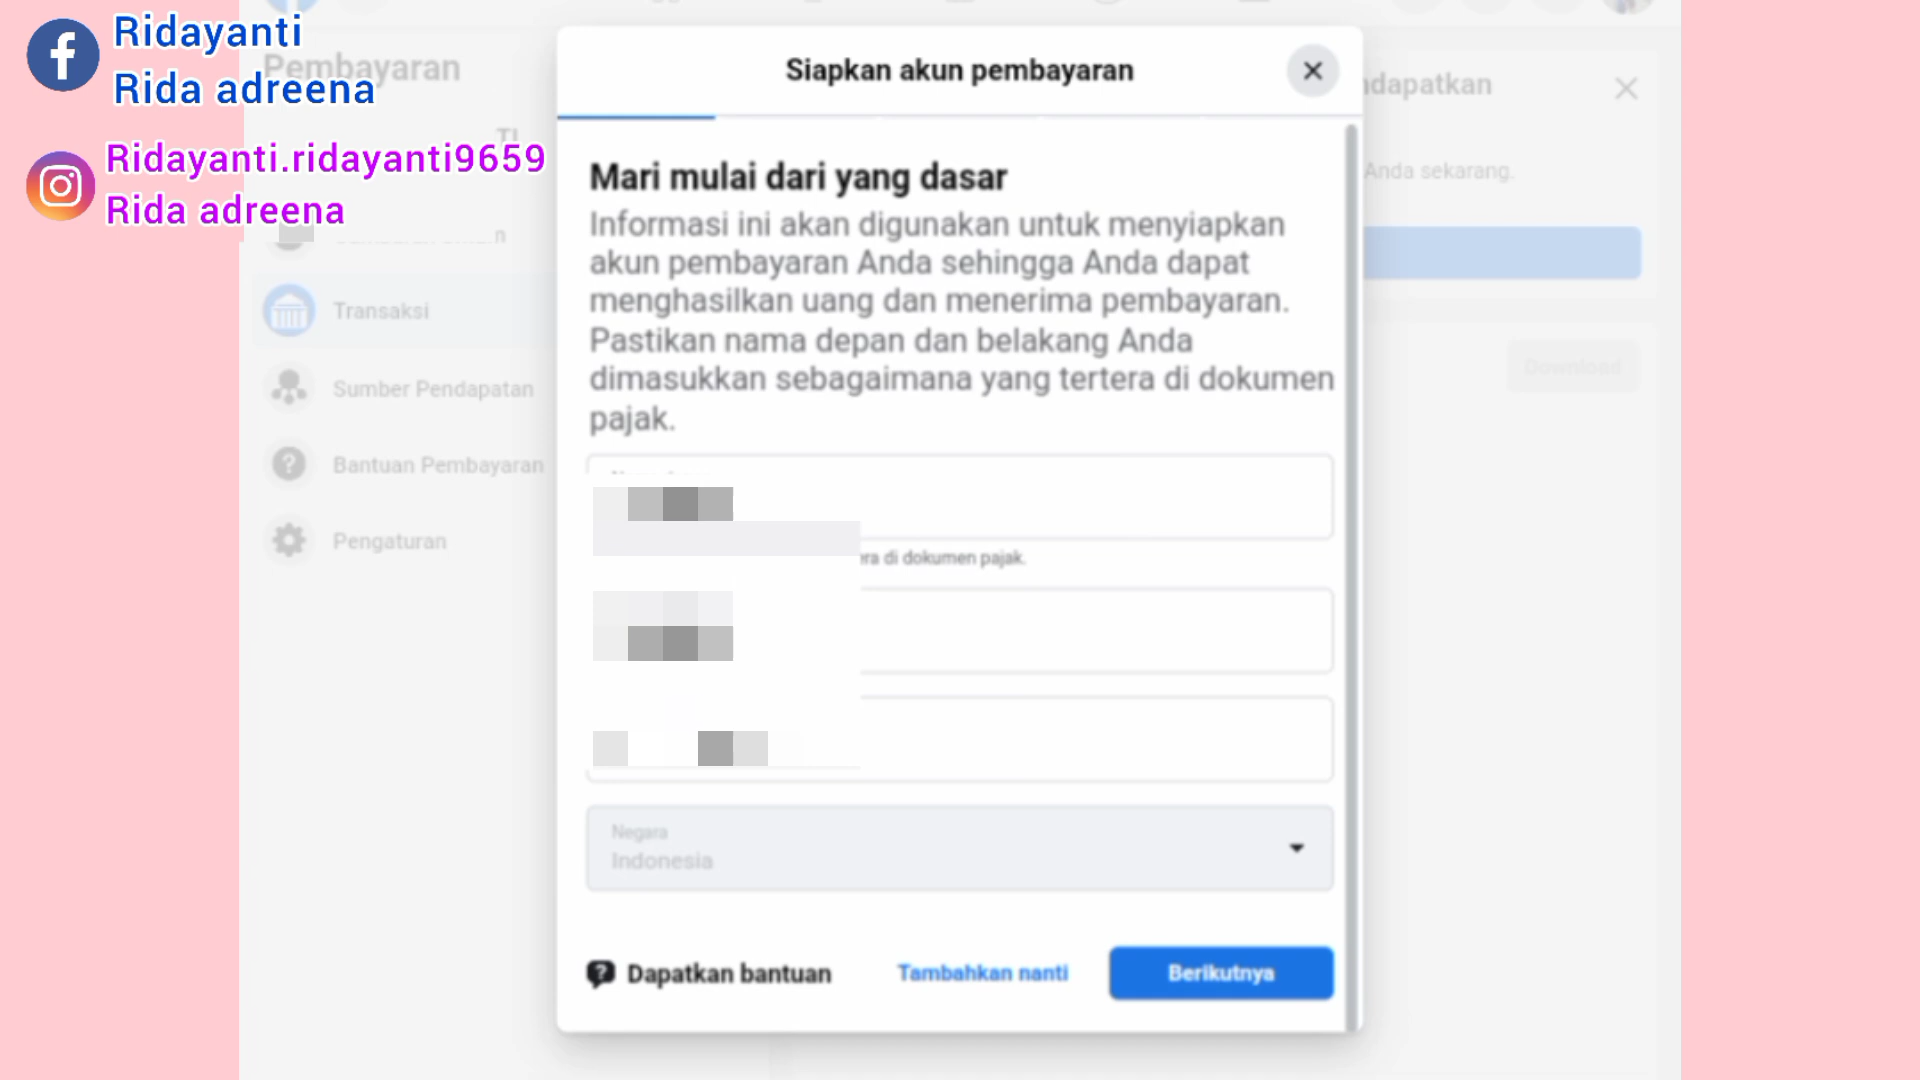 Ridayanti
Rida adreena
Ridayanti.ridayanti9659
Rida adreena
Pembayaran
Transaksi
Sumber Pendapatan
Bantuan Pembayaran
Pengaturan
Siapkan akun pembayaran
Mari mulai dari yang dasar
Informasi ini akan digunakan untuk menyiapkan
akun pembayaran Anda sehingga Anda dapat
menghasilkan uang dan menerima pembayaran.
Pastikan nama depan dan belakang Anda
dimasukkan sebagaimana yang tertera di dokumen
pajak.
di dokumen pajak.
Negara
Indonesia
Dapatkan bantuan
Tambahkan nanti
Berikutnya
Anda sekarang.
Download